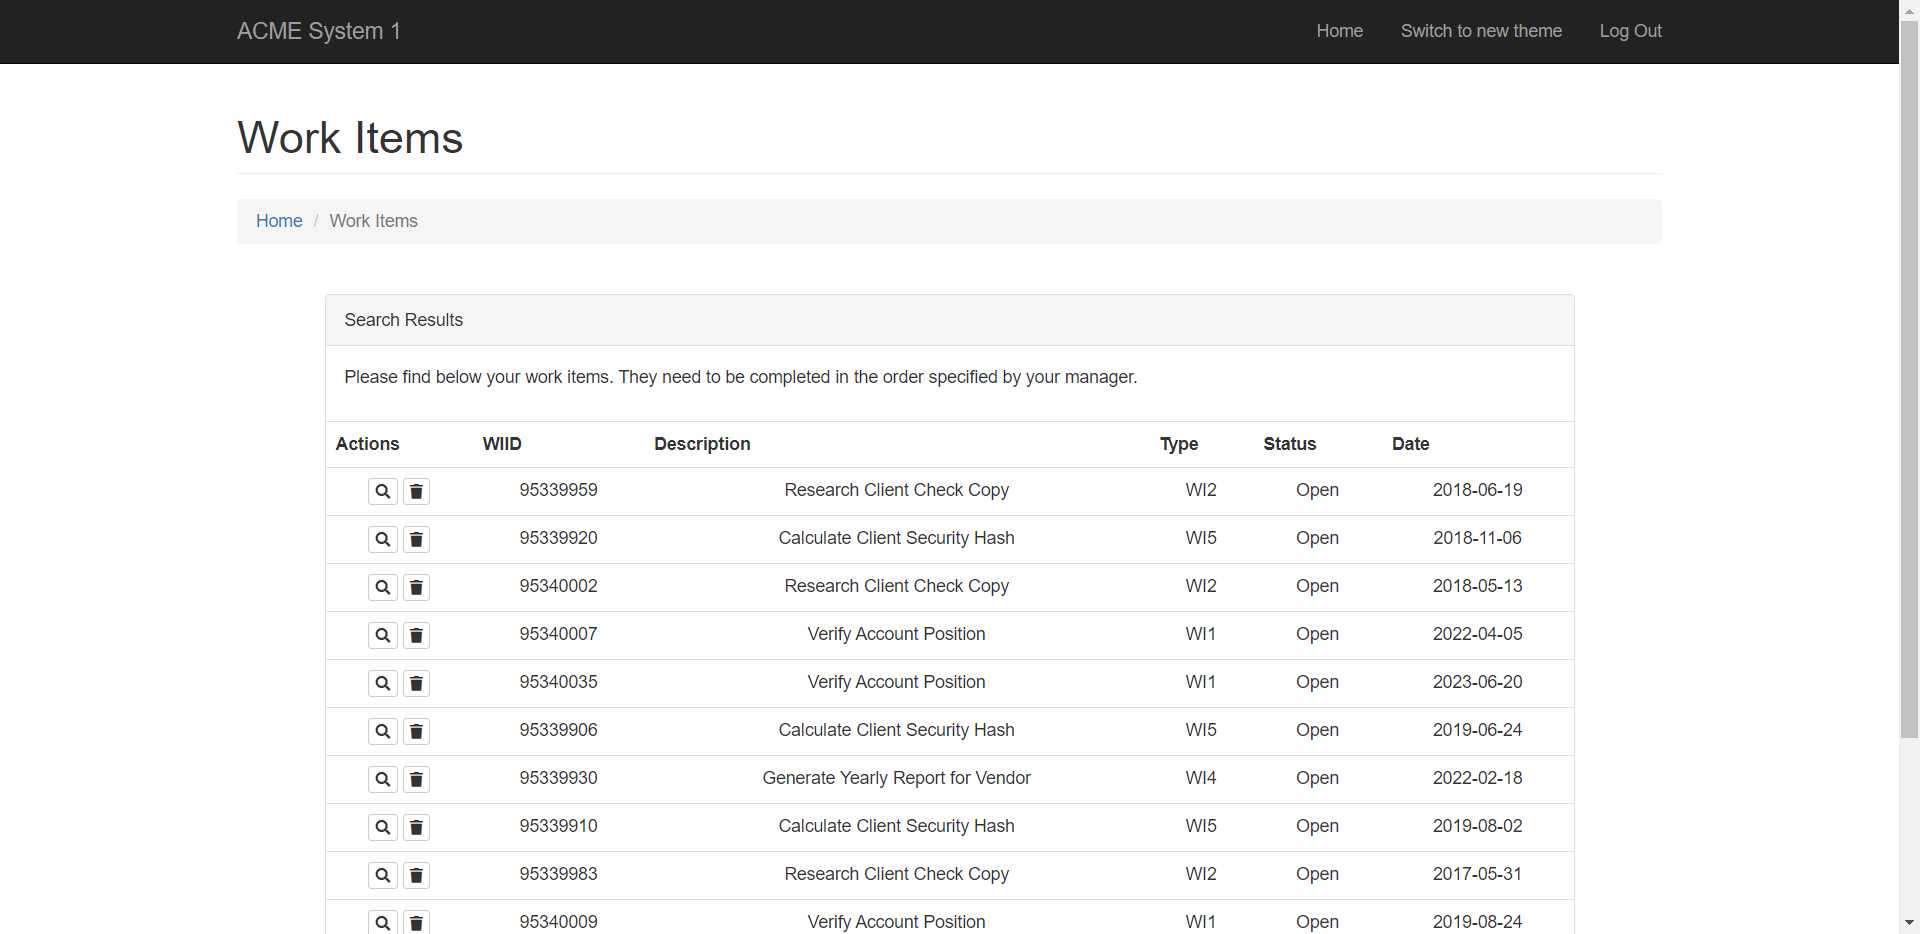 ACME System 1 Home Switch to new theme Log Out
Work Items
Home / Work Items
Search Results
Please find below your work items. They need to be completed in the order specified by your manager.
Actions WIID Description Type Status Date
95339959 Research Client Check Copy WI2 Open 2018-06-19
95339920 Calculate Client Security Hash WI5 Open 2018-11-06
95340002 Research Client Check Copy WI2 Open 2018-05-13
95340007 Verify Account Position WI1 Open 2022-04-05
95340035 Verify Account Position WI1 Open 2023-06-20
95339906 Calculate Client Security Hash WI5 Open 2019-06-24
95339930 Generate Yearly Report for Vendor WI4 Open 2022-02-18
95339910 Calculate Client Security Hash WI5 Open 2019-08-02
95339983 Research Client Check Copy WI2 Open 2017-05-31
95340009 Verify Account Position WI1 Open 2019-08-24